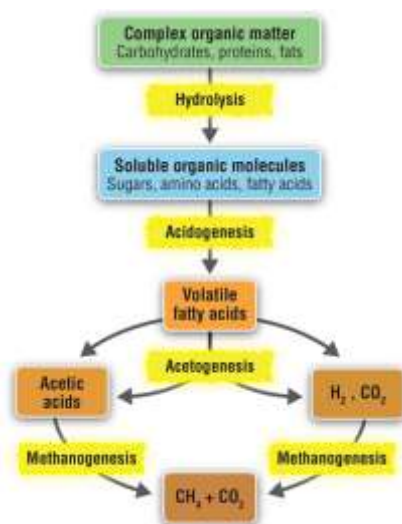 Complex organic matter
Carbohydrates, proteins, fats
Hydrolysis
Soluble organic molecules
Sugars, amino acids, fatty acids
Acidogenesis
Volatile
fatty acids
Acetogenesis
Acetic
acids
H₂ , CO₂
Methanogenesis
Methanogenesis
CH₄ + CO₂